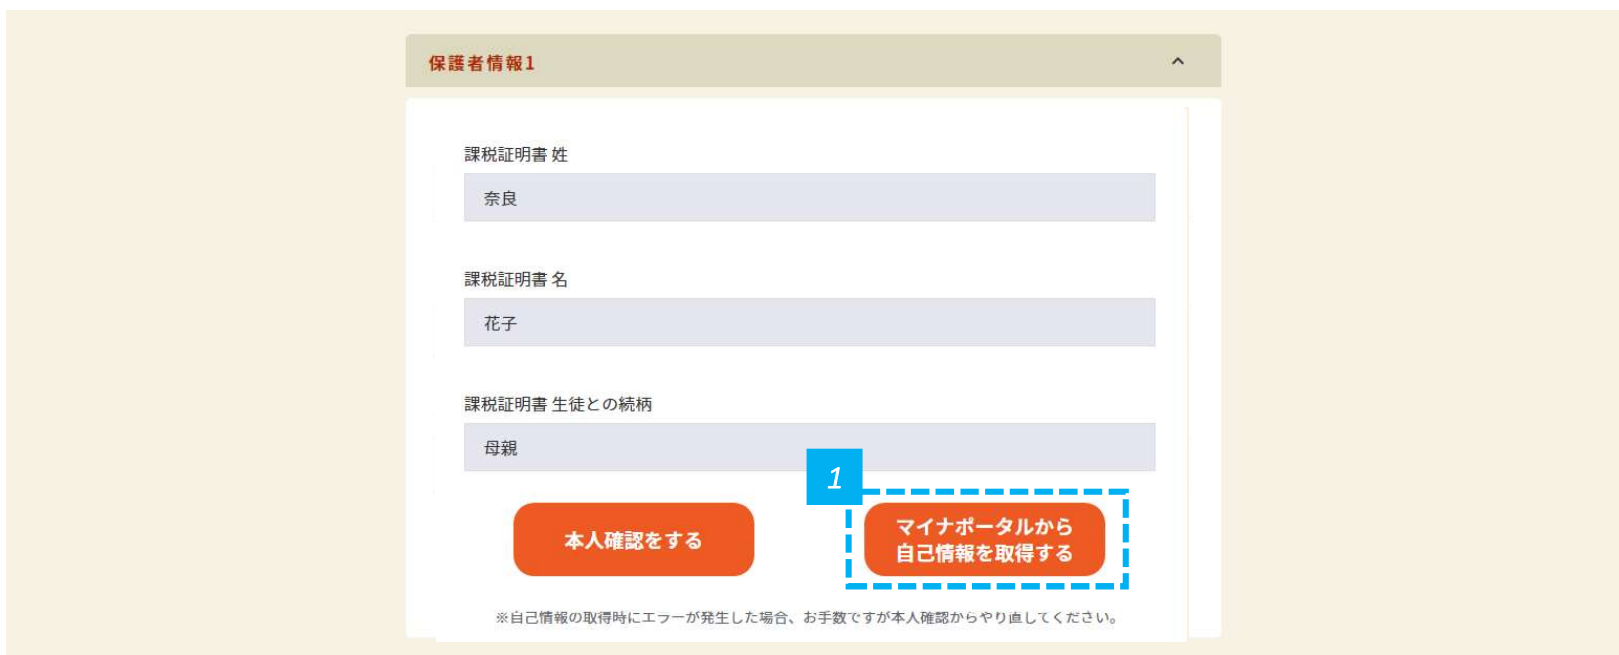 保護者情報1
課税証明書 姓
奈良
課税証明書 名
花子
課税証明書 生徒との続柄
母親
1
本人確認をする
マイナポータルから
自己情報を取得する
※自己情報の取得時にエラーが発生した場合、お手数ですが本人確認からやり直してください。